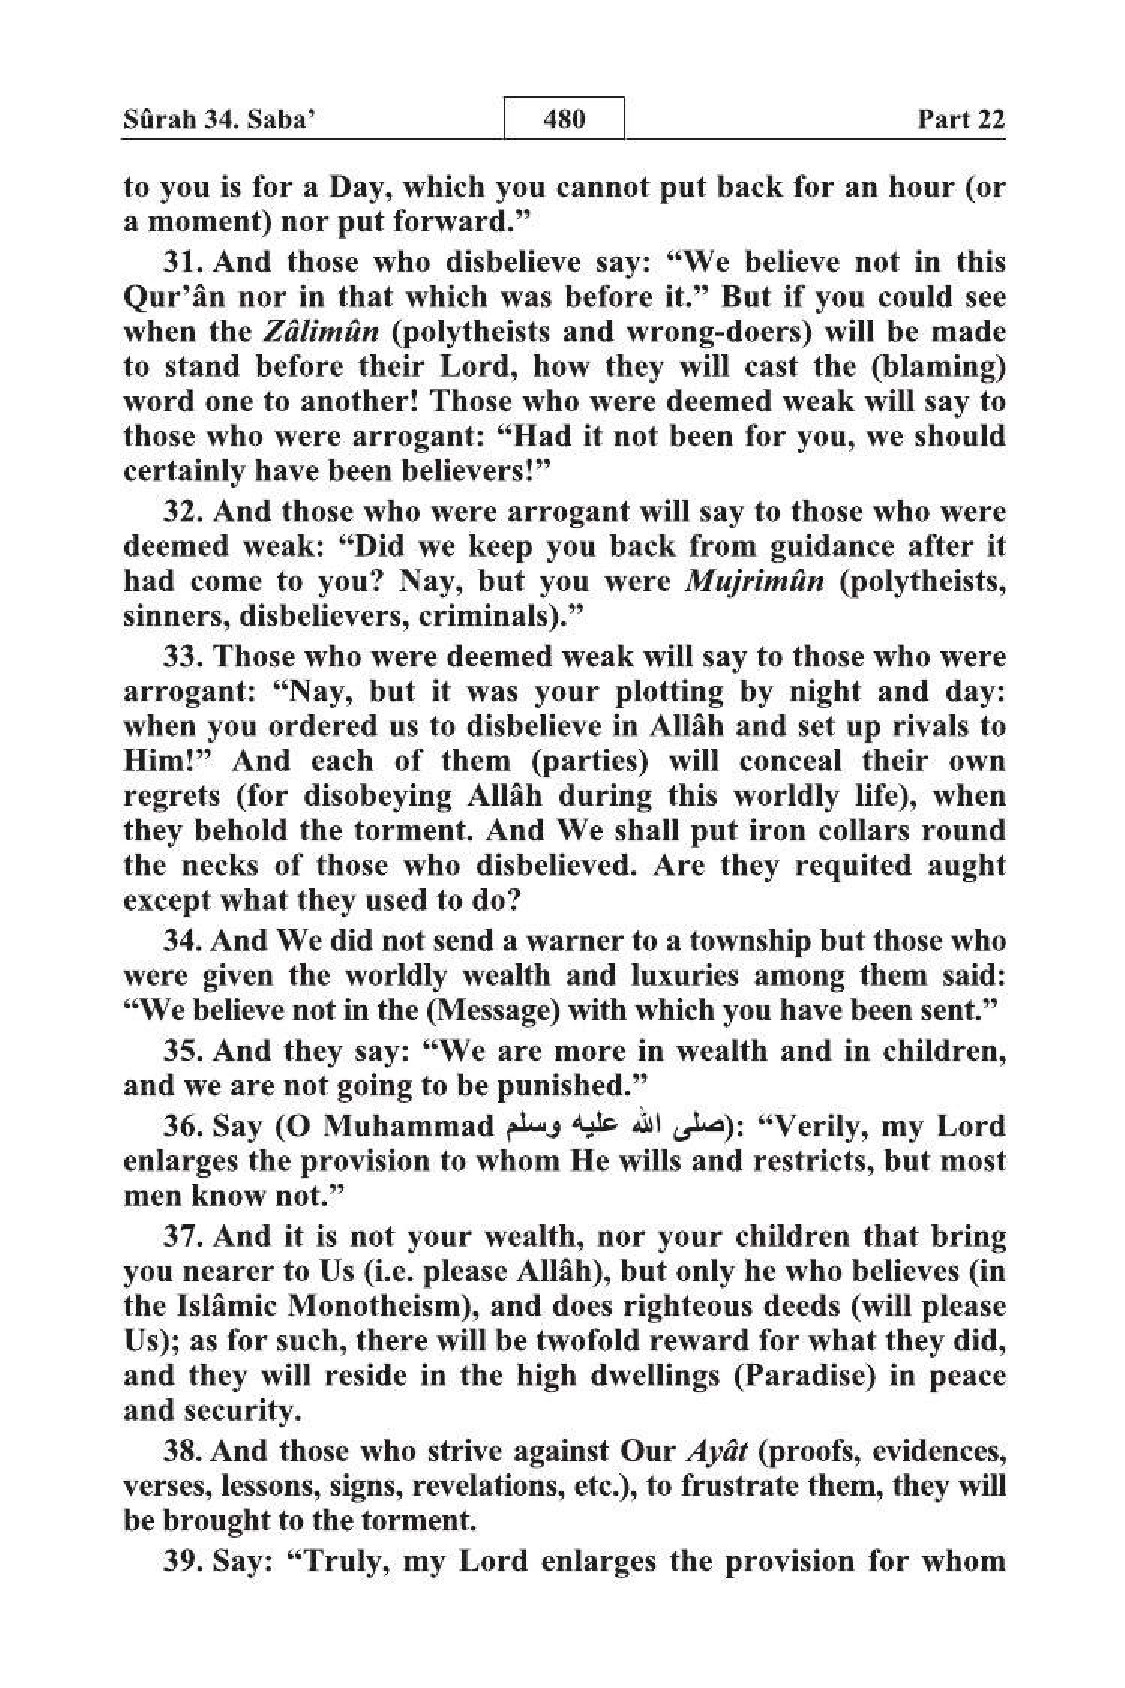 Sûrah 34. Saba’ 480 Part 22
to you is for a Day, which you cannot put back for an hour (or
a moment) nor put forward.”
31. And those who disbelieve say: “We believe not in this
Qur’ân nor in that which was before it.” But if you could see
when the Zâlimûn (polytheists and wrong-doers) will be made
to stand before their Lord, how they will cast the (blaming)
word one to another! Those who were deemed weak will say to
those who were arrogant: “Had it not been for you, we should
certainly have been believers!”
32. And those who were arrogant will say to those who were
deemed weak: “Did we keep you back from guidance after it
had come to you? Nay, but you were Mujrimûn (polytheists,
sinners, disbelievers, criminals).”
33. Those who were deemed weak will say to those who were
arrogant: “Nay, but it was your plotting by night and day:
when you ordered us to disbelieve in Allâh and set up rivals to
Him!” And each of them (parties) will conceal their own
regrets (for disobeying Allâh during this worldly life), when
they behold the torment. And We shall put iron collars round
the necks of those who disbelieved. Are they requited aught
except what they used to do?
34. And We did not send a warner to a township but those who
were given the worldly wealth and luxuries among them said:
“We believe not in the (Message) with which you have been sent.”
35. And they say: “We are more in wealth and in children,
and we are not going to be punished.”
36. Say (O Muhammad صلى الله عليه وسلم): “Verily, my Lord
enlarges the provision to whom He wills and restricts, but most
men know not.”
37. And it is not your wealth, nor your children that bring
you nearer to Us (i.e. please Allâh), but only he who believes (in
the Islâmic Monotheism), and does righteous deeds (will please
Us); as for such, there will be twofold reward for what they did,
and they will reside in the high dwellings (Paradise) in peace
and security.
38. And those who strive against Our Ayât (proofs, evidences,
verses, lessons, signs, revelations, etc.), to frustrate them, they will
be brought to the torment.
39. Say: “Truly, my Lord enlarges the provision for whom